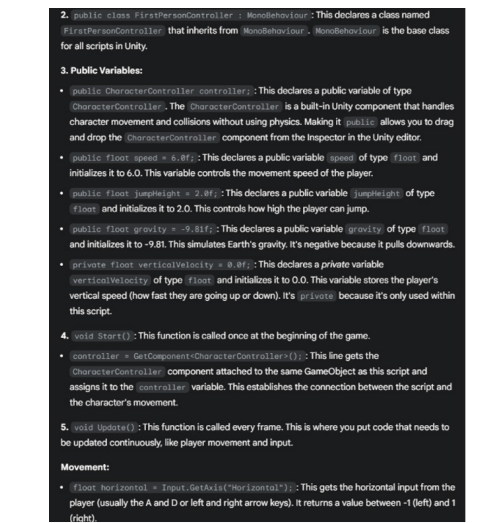 2. public class FirstPersonController : MonoBehaviour : This declares a class named
FirstPersonController that inherits from MonoBehaviour . MonoBehaviour is the base class
for all scripts in Unity.
3. Public Variables:
• public CharacterController controller; : This declares a public variable of type
CharacterController . The CharacterController is a built-in Unity component that handles
character movement and collisions without using physics. Making it public allows you to drag
and drop the CharacterController component from the Inspector in the Unity editor.
• public float speed = 6.0f; : This declares a public variable speed of type float and
initializes it to 6.0. This variable controls the movement speed of the player.
• public float jumpHeight = 2.0f; : This declares a public variable jumpHeight of type
float and initializes it to 2.0. This controls how high the player can jump.
• public float gravity = -9.81f; : This declares a public variable gravity of type float
and initializes it to -9.81. This simulates Earth's gravity. It's negative because it pulls downwards.
• private float verticalVelocity = 0.0f; : This declares a private variable
verticalVelocity of type float and initializes it to 0.0. This variable stores the player's
vertical speed (how fast they are going up or down). It's private because it's only used within
this script.
4. void Start() : This function is called once at the beginning of the game.
• controller = GetComponent<CharacterController>(); : This line gets the
CharacterController component attached to the same GameObject as this script and
assigns it to the controller variable. This establishes the connection between the script and
the character's movement.
5. void Update() : This function is called every frame. This is where you put code that needs to
be updated continuously, like player movement and input.
Movement:
• float horizontal = Input.GetAxis("Horizontal"); : This gets the horizontal input from the
player (usually the A and D or left and right arrow keys). It returns a value between -1 (left) and 1
(right).